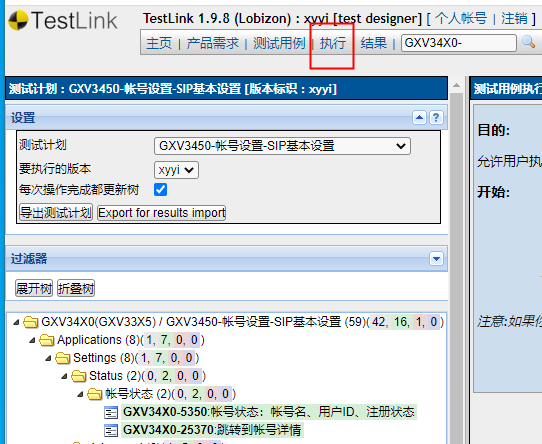 TestLink
TestLink 1.9.8 (Lobizon) : xyyi [test designer] [ 个人帐号 | 注销 ]
主页 | 产品需求 | 测试用例 | 执行 | 结果 | GXV34X0-
测试计划 : GXV3450-帐号设置-SIP基本设置 [版本标识 : xyyi]
测试用例执行
设置
?
目的:
测试计划 GXV3450-帐号设置-SIP基本设置
允许用户执
要执行的版本 xyyi
每次操作完成都更新树
开始:
导出测试计划 Export for results import
过滤器
展开树 折叠树
GXV34X0(GXV33X5) / GXV3450-帐号设置-SIP基本设置 (59)( 42, 16, 1, 0 )
注意:如果你
Applications (8)( 1, 7, 0, 0 )
Settings (8)( 1, 7, 0, 0 )
Status (2)( 0, 2, 0, 0 )
帐号状态 (2)( 0, 2, 0, 0 )
GXV34X0-5350:帐号状态：帐号名、用户ID、注册状态
GXV34X0-25370:跳转到帐号详情